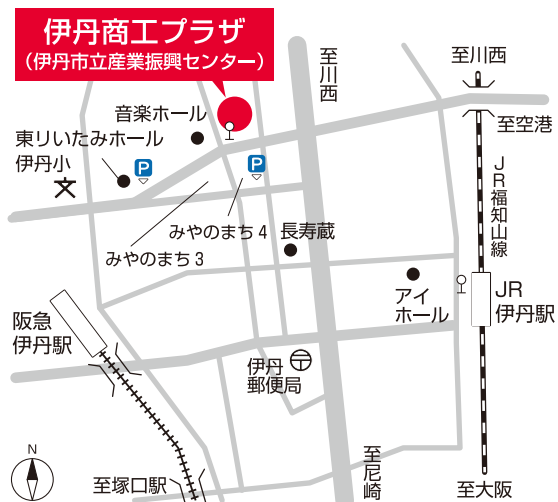 伊丹商工プラザ
(伊丹市立産業振興センター)
至川西
至川西
音楽ホール
至空港
東リいたみホール
伊丹小
P
P
文
JR福知山線
みやのまち4
長寿蔵
みやのまち3
アイ
ホール
JR
伊丹駅
阪急
伊丹駅
伊丹
郵便局
〒
N
至塚口駅
至尼崎
至大阪